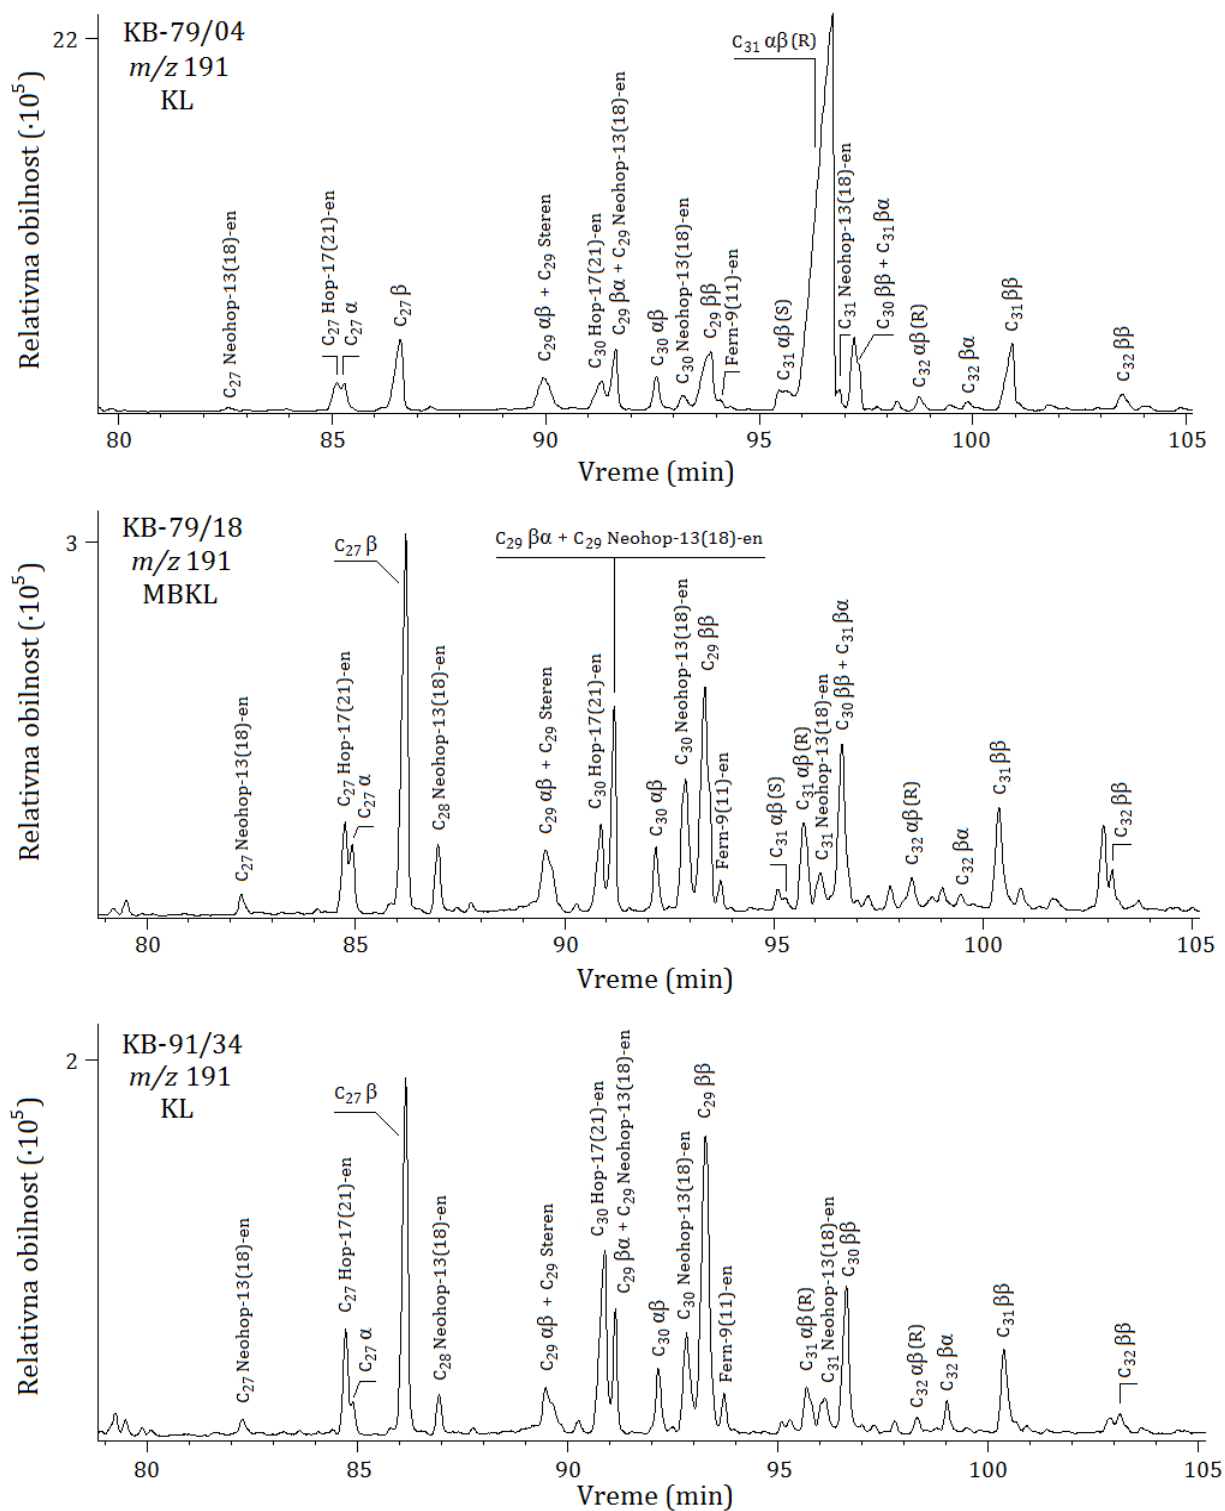 KB-79/04
m/z 191
KL
22
Relativna obilnost (·10⁵)
C₂₇ Neohop-13(18)-en
C₂₇ Hop-17(21)-en
C₂₇ α
C₂₇ β
C₂₉ αβ + C₂₉ Steren
C₃₀ Hop-17(21)-en
C₂₉ βα + C₂₉ Neohop-13(18)-en
C₃₀ αβ
C₃₀ Neohop-13(18)-en
C₂₉ ββ
Fern-9(11)-en
C₃₁ αβ (S)
C₃₁ αβ (R)
C₃₁ Neohop-13(18)-en
C₃₀ ββ + C₃₁ βα
C₃₂ αβ (R)
C₃₂ βα
C₃₁ ββ
C₃₂ ββ
80 85 90 95 100 105
Vreme (min)
KB-79/18
m/z 191
MBKL
3
Relativna obilnost (·10⁵)
C₂₇ Neohop-13(18)-en
C₂₇ Hop-17(21)-en
C₂₇ α
C₂₇ β
C₂₈ Neohop-13(18)-en
C₂₉ αβ + C₂₉ Steren
C₃₀ Hop-17(21)-en
C₂₉ βα + C₂₉ Neohop-13(18)-en
C₃₀ αβ
C₃₀ Neohop-13(18)-en
C₂₉ ββ
Fern-9(11)-en
C₃₁ αβ (S)
C₃₁ αβ (R)
C₃₁ Neohop-13(18)-en
C₃₀ ββ + C₃₁ βα
C₃₂ αβ (R)
C₃₂ βα
C₃₁ ββ
C₃₂ ββ
80 85 90 95 100 105
Vreme (min)
KB-91/34
m/z 191
KL
2
Relativna obilnost (·10⁵)
C₂₇ Neohop-13(18)-en
C₂₇ Hop-17(21)-en
C₂₇ α
C₂₇ β
C₂₈ Neohop-13(18)-en
C₂₉ αβ + C₂₉ Steren
C₃₀ Hop-17(21)-en
C₂₉ βα + C₂₉ Neohop-13(18)-en
C₃₀ αβ
C₃₀ Neohop-13(18)-en
C₂₉ ββ
Fern-9(11)-en
C₃₁ αβ (R)
C₃₁ Neohop-13(18)-en
C₃₀ ββ
C₃₂ αβ (R)
C₃₂ βα
C₃₁ ββ
C₃₂ ββ
80 85 90 95 100 105
Vreme (min)